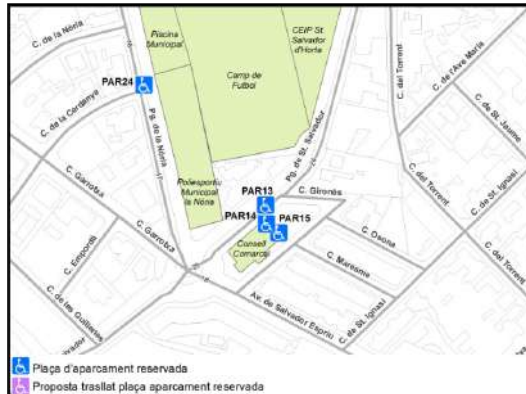 C. de la Nòria
Piscina
Municipal
CEIP St.
Salvador
d'Horta
Camp de
Futbol
PAR24
C. de la Cerdanya
Pg. de la Nòria
C. del Torrent
C. de l'Ave Maria
C. de St. Jaume
C. de St. Ignasi
Pg. de St. Salvador
C. Garrotxa
Poliesportiu
Municipal
la Nòria
PAR13
C. Gironès
PAR14
PAR15
C. del Torrent
C. Garrotxa
Consell
Comarcal
C. Osona
C. Empordà
C. Maresme
C. del Torrent
C. de les Guilleries
Av. de Salvador Espriu
C. de St. Ignasi
Plaça d'aparcament reservada
Proposta trasllat plaça aparcament reservada